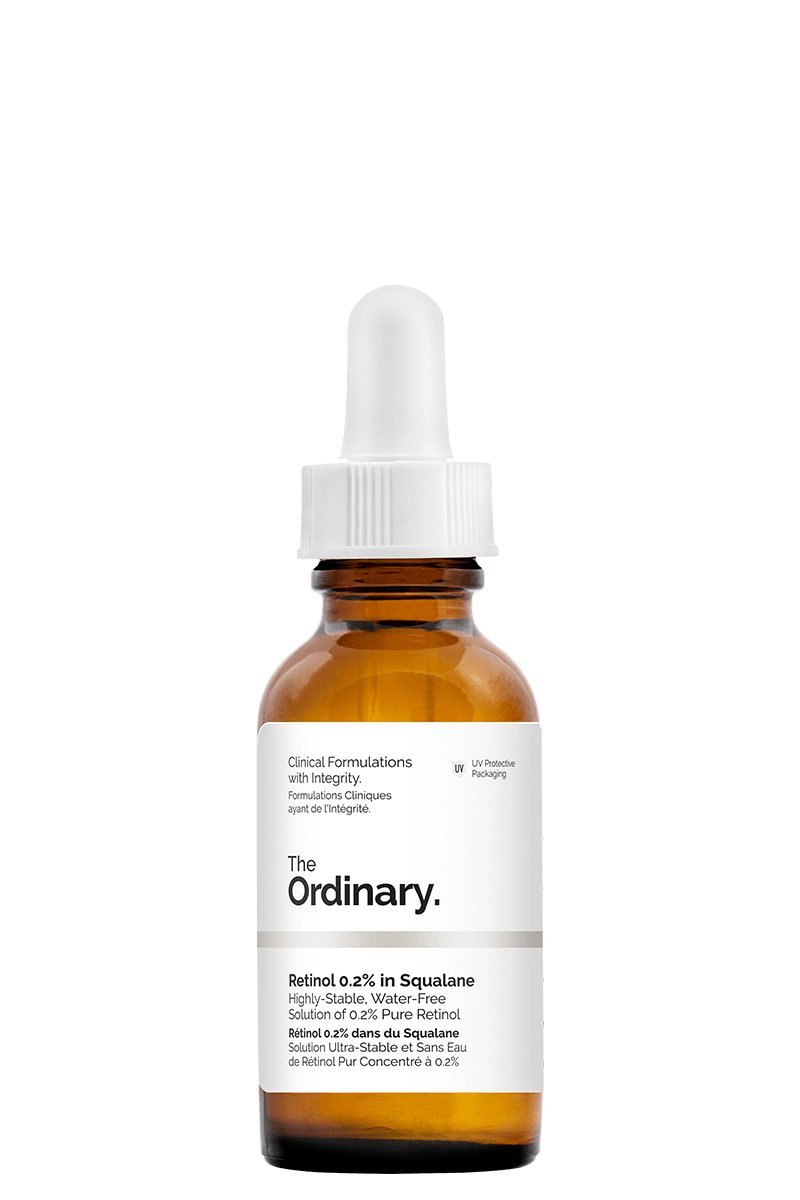 Clinical Formulations
with Integrity.
Formulations Cliniques
ayant de l'Intégrité.
UV
UV Protective
Packaging
The
Ordinary.
Retinol 0.2% in Squalane
Highly-Stable, Water-Free
Solution of 0.2% Pure Retinol
Rétinol 0.2% dans du Squalane
Solution Ultra-Stable et Sans Eau
de Rétinol Pur Concentré à 0.2%